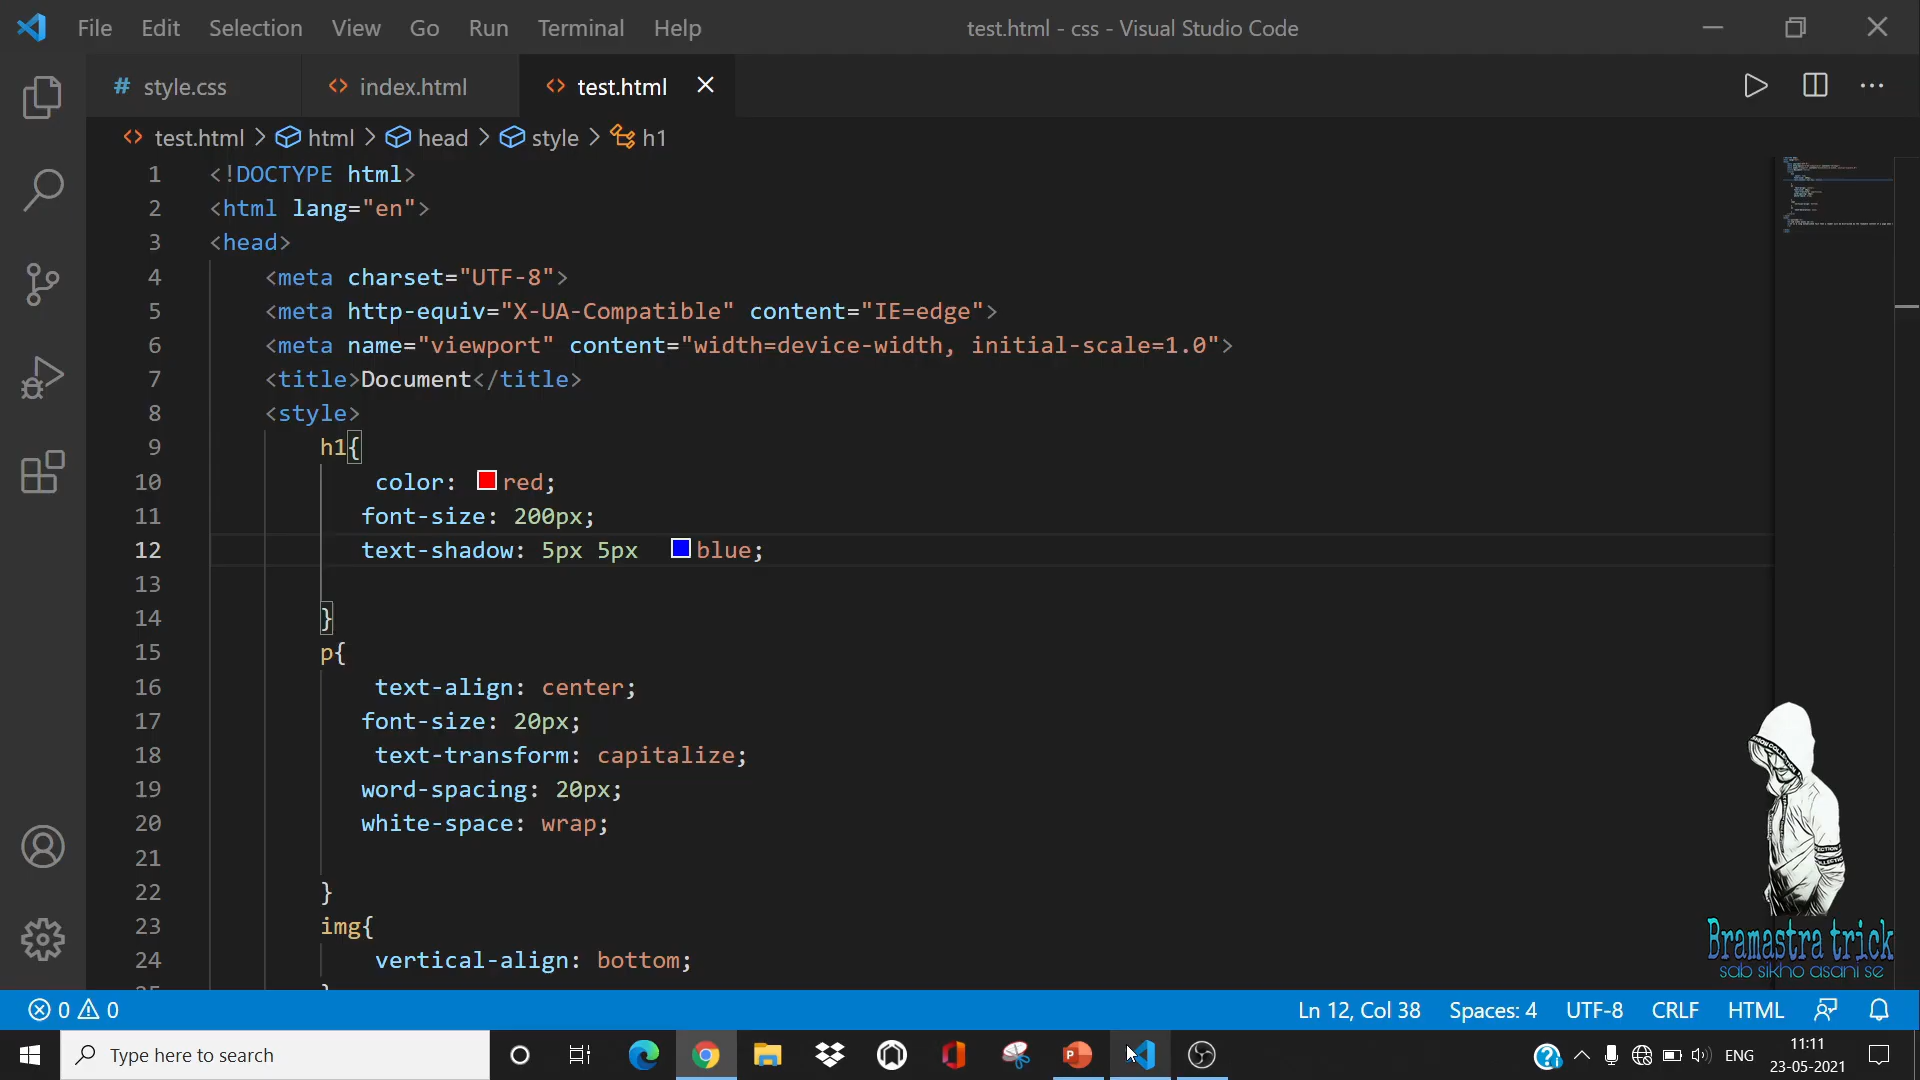 File Edit Selection View Go Run Terminal Help
test.html - css - Visual Studio Code
# style.css
<> index.html
<> test.html
<> test.html > html > head > style > h1
1 <!DOCTYPE html>
2 <html lang="en">
3 <head>
4 <meta charset="UTF-8">
5 <meta http-equiv="X-UA-Compatible" content="IE=edge">
6 <meta name="viewport" content="width=device-width, initial-scale=1.0">
7 <title>Document</title>
8 <style>
9 h1{
10 color: red;
11 font-size: 200px;
12 text-shadow: 5px 5px blue;
13
14 }
15 p{
16 text-align: center;
17 font-size: 20px;
18 text-transform: capitalize;
19 word-spacing: 20px;
20 white-space: wrap;
21
22 }
23 img{
24 vertical-align: bottom;
Bramastra trick
sab sikho asani se
0 0
Ln 12, Col 38 Spaces: 4 UTF-8 CRLF HTML
Type here to search
ENG
11:11
23-05-2021